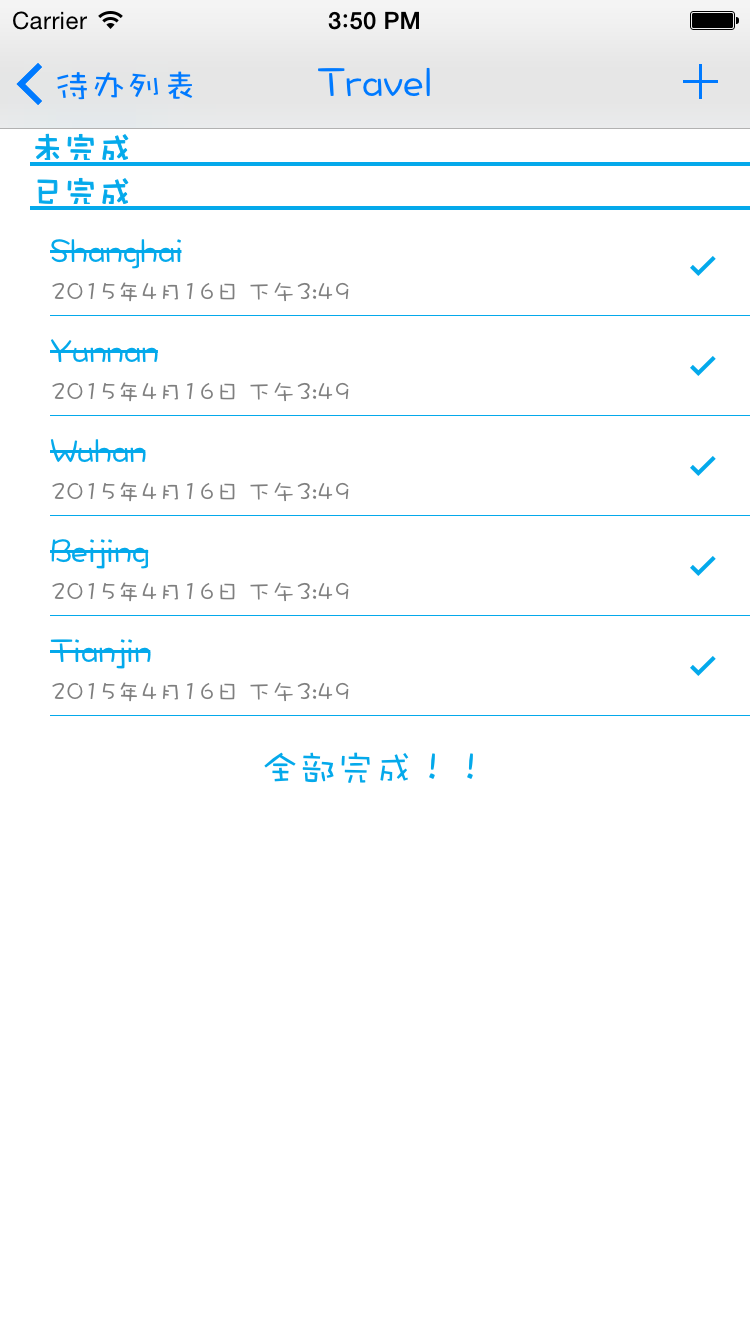 Carrier 3:50 PM
待办列表 Travel
未完成
已完成
Shanghai
2015年4月16日 下午3:49
Yunnan
2015年4月16日 下午3:49
Wuhan
2015年4月16日 下午3:49
Beijing
2015年4月16日 下午3:49
Tianjin
2015年4月16日 下午3:49
全部完成！！